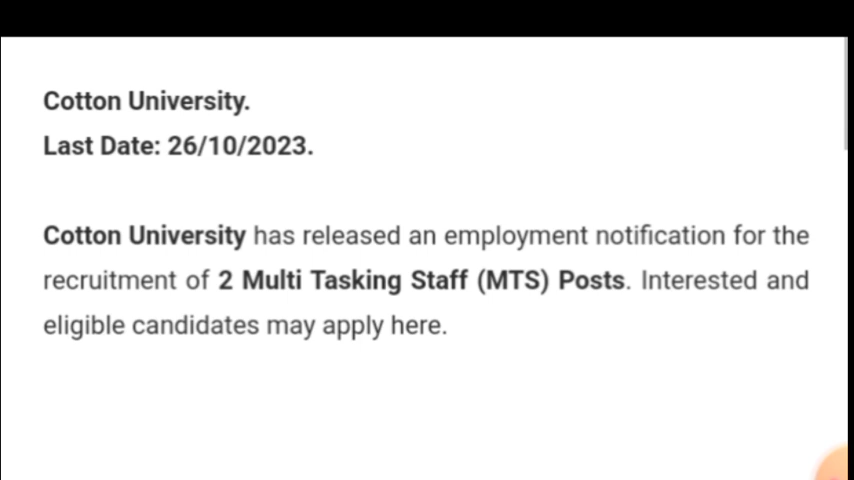 Cotton University.
Last Date: 26/10/2023.
Cotton University has released an employment notification for the
recruitment of 2 Multi Tasking Staff (MTS) Posts. Interested and
eligible candidates may apply here.